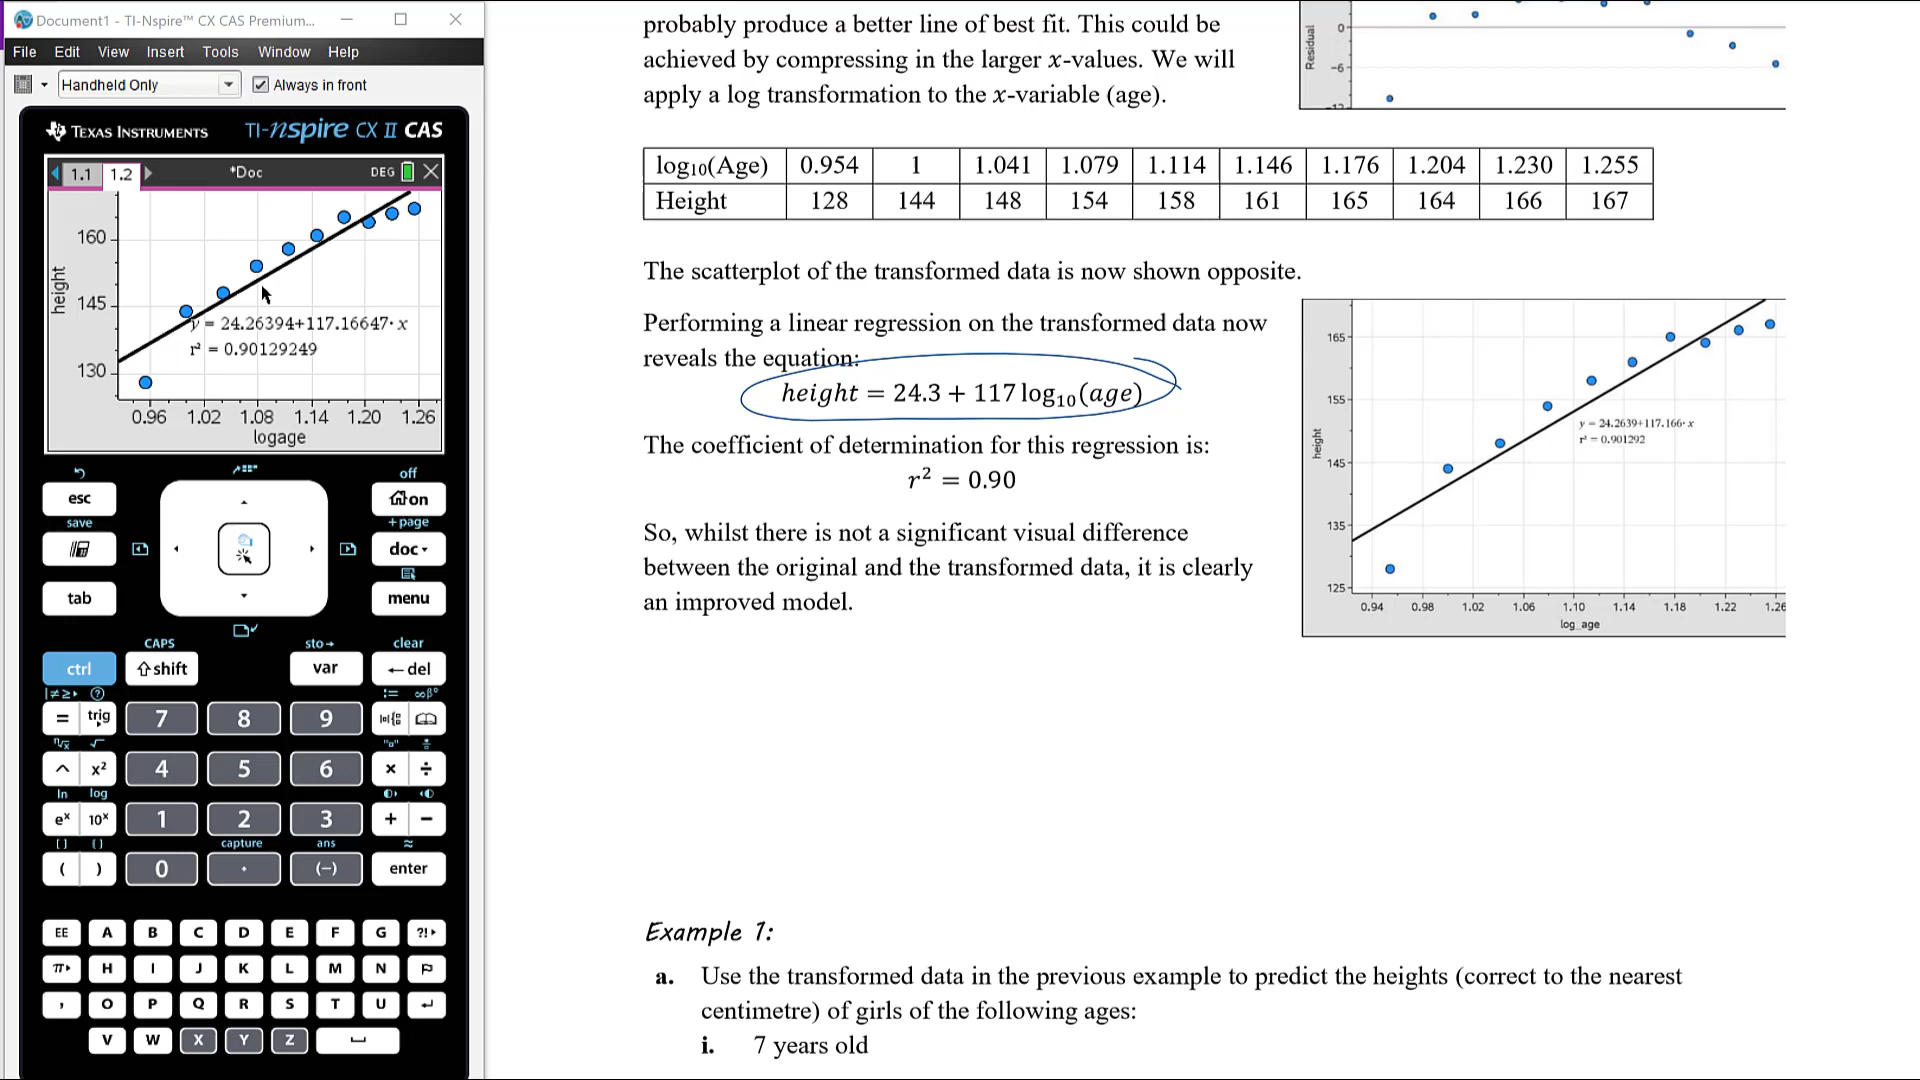 Document1 - TI-Nspire™ CX CAS Premium...
File Edit View Insert Tools Window Help
Handheld Only
Always in front
TEXAS INSTRUMENTS TI-nspire CX II CAS
1.1 1.2 *Doc DEG
160
145
130
height
y = 24.26394+117.16647·x
r² = 0.90129249
0.96 1.02 1.08 1.14 1.20 1.26
logage
off
esc
on
save
+page
doc
tab
menu
CAPS sto→ clear
ctrl ⇧shift var ←del
= trig 7 8 9
^ x² 4 5 6 × ÷
ln log
eˣ 10ˣ 1 2 3 + −
[ ] { } capture ans ≈
( ) 0 . (−) enter
EE A B C D E F G ?!▸
π▸ H I J K L M N
, O P Q R S T U ↵
V W X Y Z
probably produce a better line of best fit. This could be
achieved by compressing in the larger x-values. We will
apply a log transformation to the x-variable (age).
Residual
0
-6
log₁₀(Age) 0.954 1 1.041 1.079 1.114 1.146 1.176 1.204 1.230 1.255
Height 128 144 148 154 158 161 165 164 166 167
The scatterplot of the transformed data is now shown opposite.
Performing a linear regression on the transformed data now
reveals the equation:
height = 24.3 + 117 log₁₀(age)
The coefficient of determination for this regression is:
r² = 0.90
So, whilst there is not a significant visual difference
between the original and the transformed data, it is clearly
an improved model.
165
155
145
135
125
height
y = 24.2639+117.166·x
r² = 0.901292
0.94 0.98 1.02 1.06 1.10 1.14 1.18 1.22 1.26
log_age
Example 1:
a. Use the transformed data in the previous example to predict the heights (correct to the nearest
centimetre) of girls of the following ages:
i. 7 years old